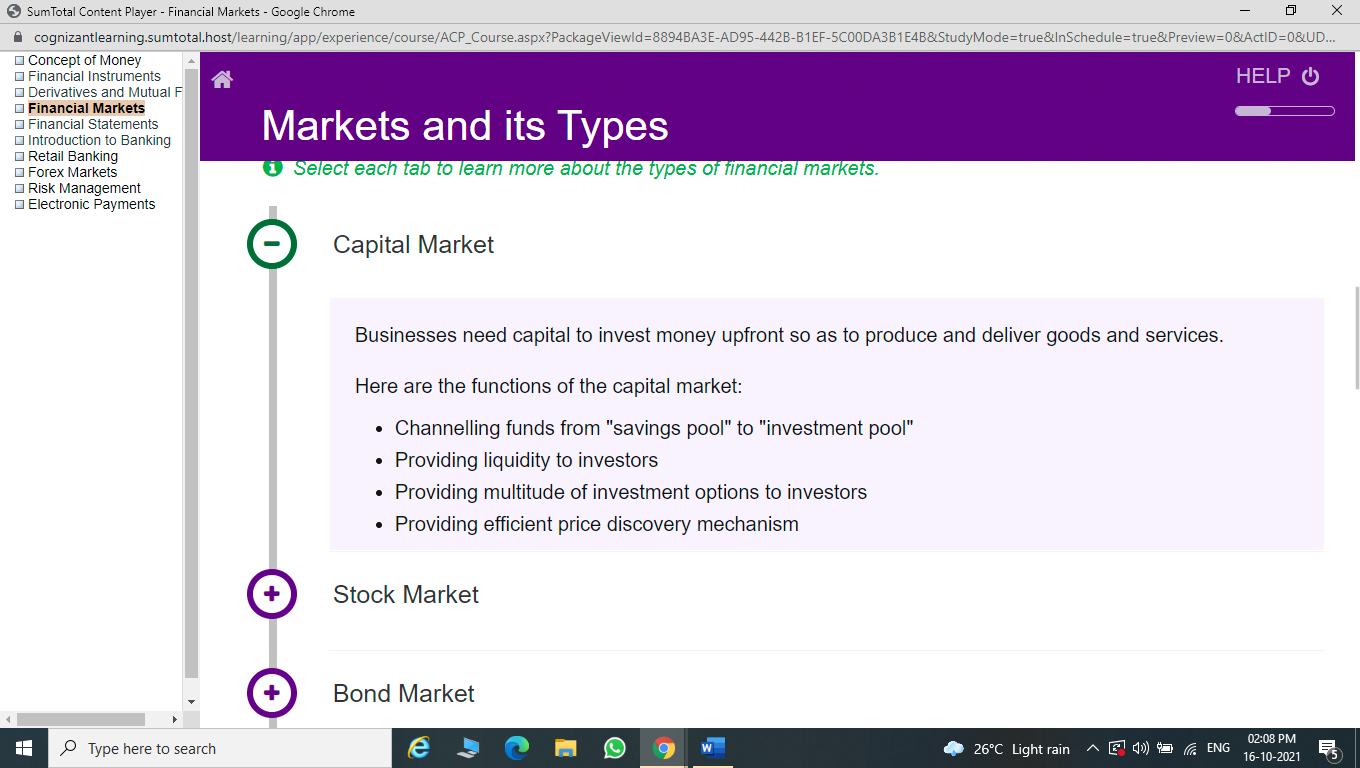 SumTotal Content Player - Financial Markets - Google Chrome
cognizantlearning.sumtotal.host/learning/app/experience/course/ACP_Course.aspx?PackageViewId=8894BA3E-AD95-442B-B1EF-5C00DA3B1E4B&StudyMode=true&InSchedule=true&Preview=0&ActID=0&UD...
Concept of Money
Financial Instruments
Derivatives and Mutual F
Financial Markets
Financial Statements
Introduction to Banking
Retail Banking
Forex Markets
Risk Management
Electronic Payments
HELP
Markets and its Types
Select each tab to learn more about the types of financial markets.
Capital Market
Businesses need capital to invest money upfront so as to produce and deliver goods and services.
Here are the functions of the capital market:
• Channelling funds from "savings pool" to "investment pool"
• Providing liquidity to investors
• Providing multitude of investment options to investors
• Providing efficient price discovery mechanism
Stock Market
Bond Market
Type here to search
26°C Light rain
ENG
02:08 PM
16-10-2021
5